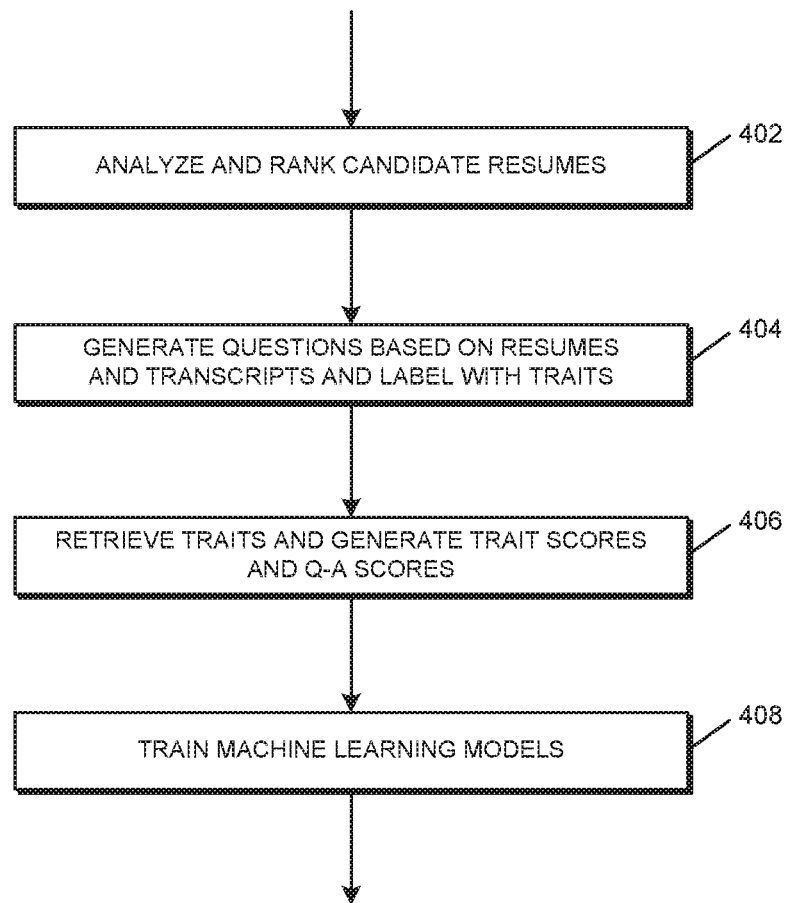 402
ANALYZE AND RANK CANDIDATE RESUMES
404
GENERATE QUESTIONS BASED ON RESUMES
AND TRANSCRIPTS AND LABEL WITH TRAITS
406
RETRIEVE TRAITS AND GENERATE TRAIT SCORES
AND Q-A SCORES
408
TRAIN MACHINE LEARNING MODELS